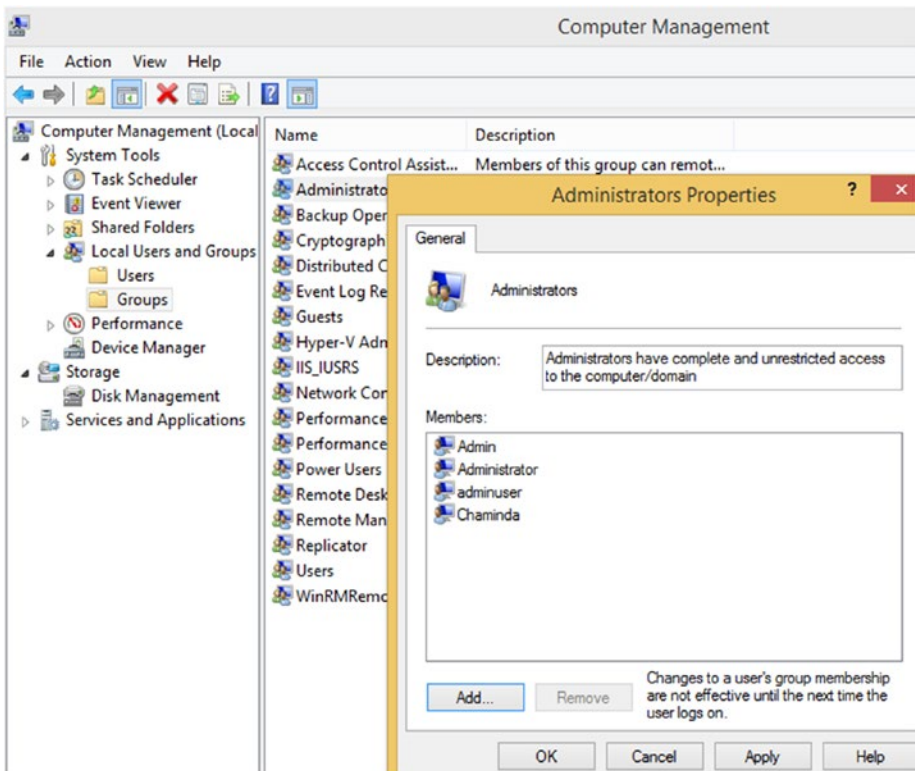 Computer Management
File Action View Help
Computer Management (Local
System Tools
Task Scheduler
Event Viewer
Shared Folders
Local Users and Groups
Users
Groups
Performance
Device Manager
Storage
Disk Management
Services and Applications
Name Description
Access Control Assist... Members of this group can remot...
Administrato
Backup Oper
Cryptograph
Distributed C
Event Log Re
Guests
Hyper-V Adn
IIS_IUSRS
Network Cor
Performance
Performance
Power Users
Remote Desk
Remote Man
Replicator
Users
WinRMRemc
Administrators Properties ? ×
General
Administrators
Description: Administrators have complete and unrestricted access
to the computer/domain
Members:
Admin
Administrator
adminuser
Chaminda
Add... Remove
Changes to a user's group membership
are not effective until the next time the
user logs on.
OK Cancel Apply Help